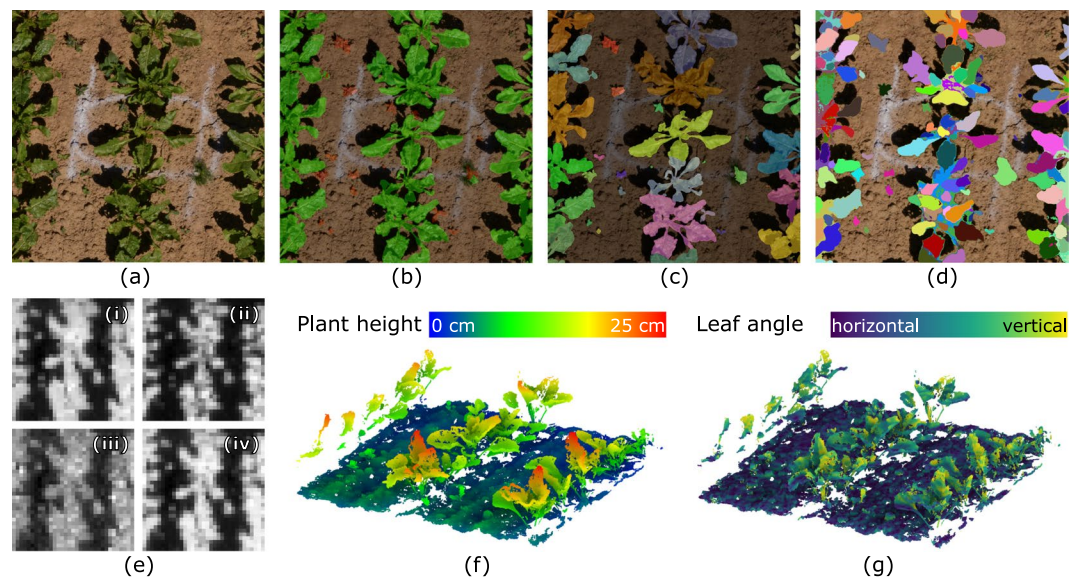 (a)
(b)
(c)
(d)
(i)
(ii)
(iii)
(iv)
(e)
Plant height
0 cm
25 cm
(f)
Leaf angle
horizontal
vertical
(g)